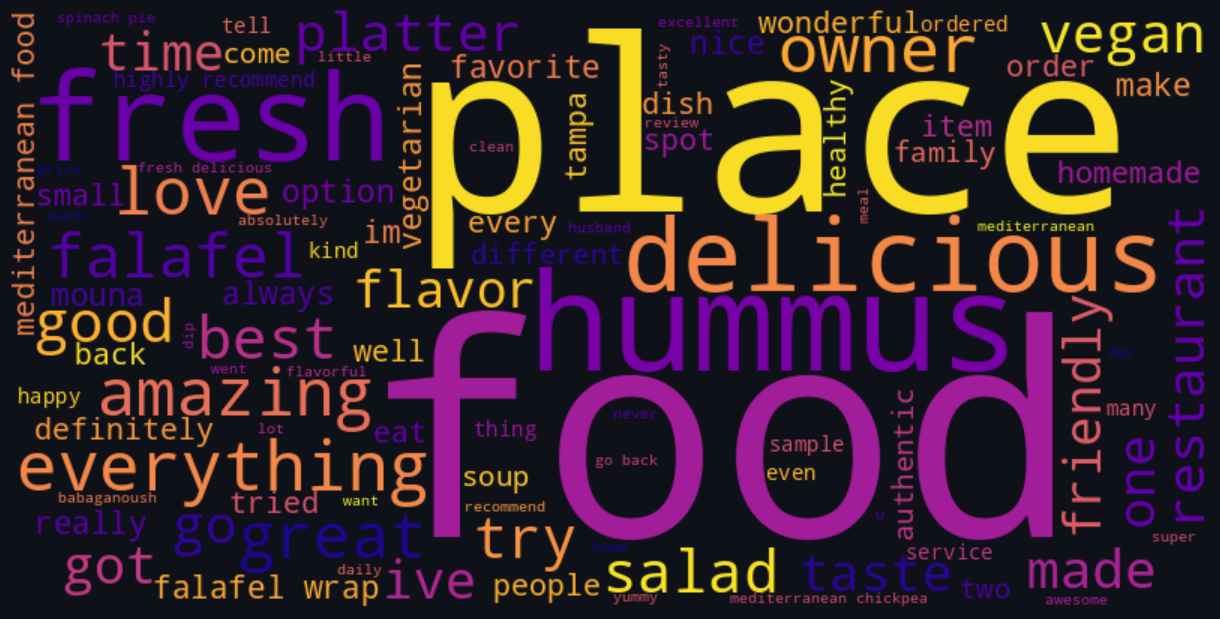 spinach pie
tell
platter
excellent
wonderful
ordered
vegan
time
come
little
nice
owner
order
make
highly recommend
favorite
tasty
mediterranean food
fresh
vegetarian
place
tampa
dish
review
spot
healthy
item
family
clean
price
fresh delicious
homemade
small
love
option
meal
much
absolutely
every
husband
mediterranean
im
falafel
kind
different
delicious
restaurant
mouna
always
flavor
hummus
good
dip
best
well
back
friendly
day
went
flavorful
happy
amazing
food
many
definitely
lot
eat
thing
never
sample
authentic
everything
go back
even
one
soup
babaganoush
tried
want
recommend
really
go
great
try
home
c
super
got
service
daily
falafel wrap
ive
people
salad
taste
two
made
yummy
mediterranean chickpea
awesome